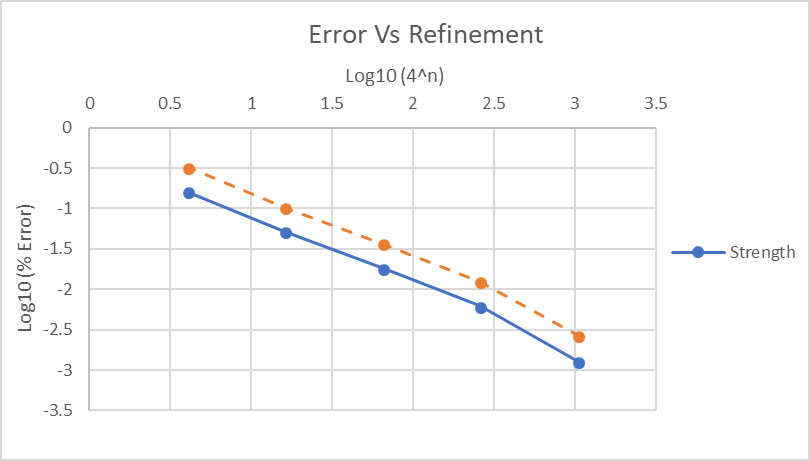 Error Vs Refinement
Log10 (4^n)
0 0.5 1 1.5 2 2.5 3 3.5
0
-0.5
-1
-1.5
-2
-2.5
-3
-3.5
Log10 (% Error)
Strength